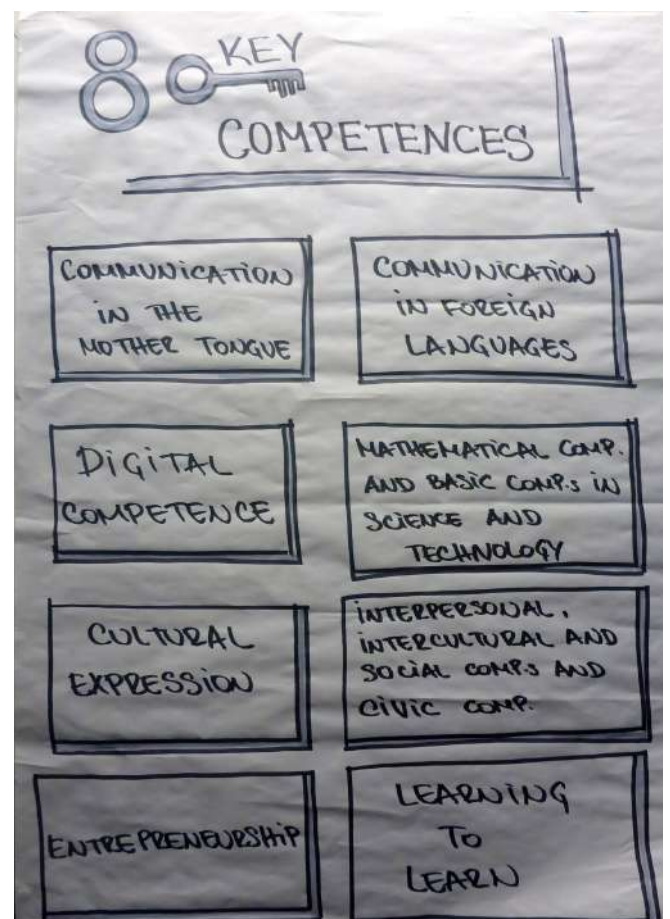 8 KEY
COMPETENCES
COMMUNICATION
IN THE
MOTHER TONGUE
COMMUNICATION
IN FOREIGN
LANGUAGES
DIGITAL
COMPETENCE
MATHEMATICAL COMP.
AND BASIC COMP.S IN
SCIENCE AND
TECHNOLOGY
CULTURAL
EXPRESSION
INTERPERSONAL,
INTERCULTURAL AND
SOCIAL COMP.S AND
CIVIC COMP.
ENTREPRENEURSHIP
LEARNING
TO
LEARN